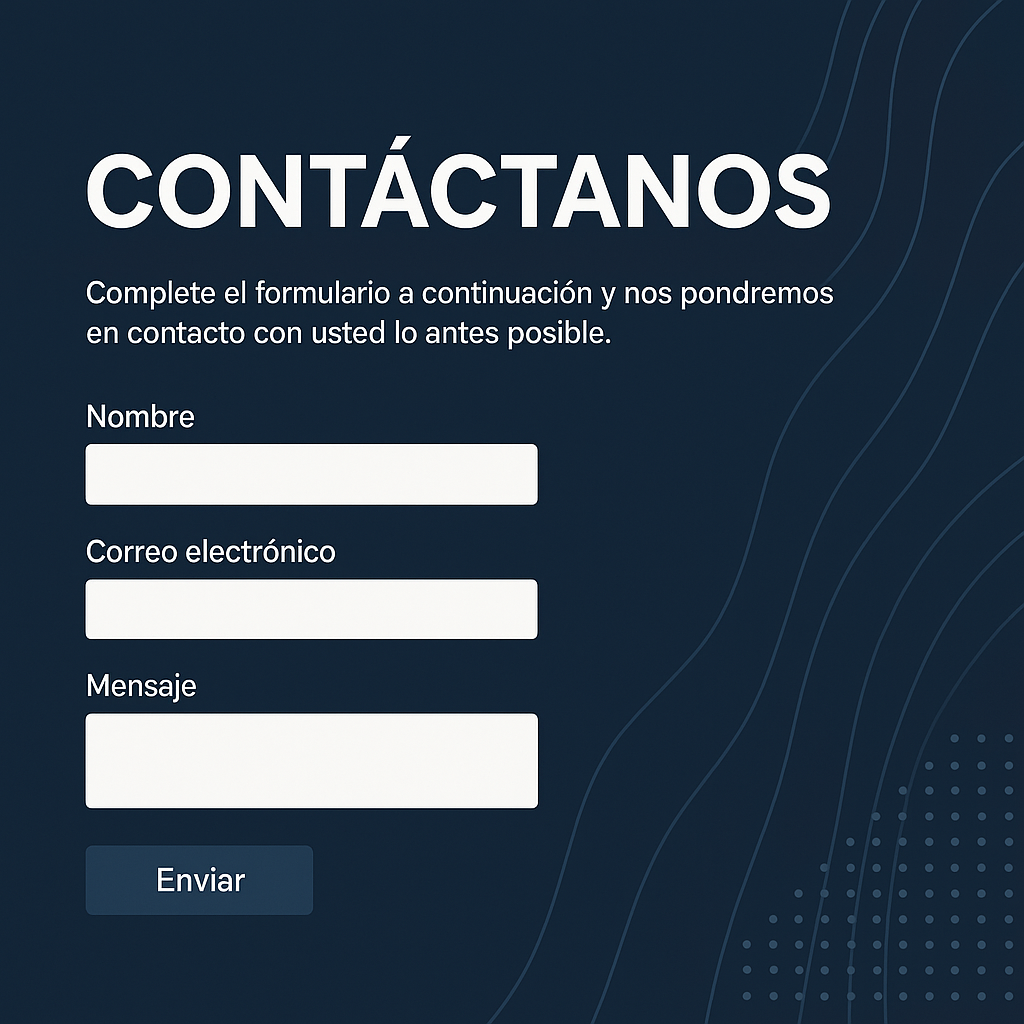 CONTÁCTANOS
Complete el formulario a continuación y nos pondremos
en contacto con usted lo antes posible.
Nombre
Correo electrónico
Mensaje
Enviar